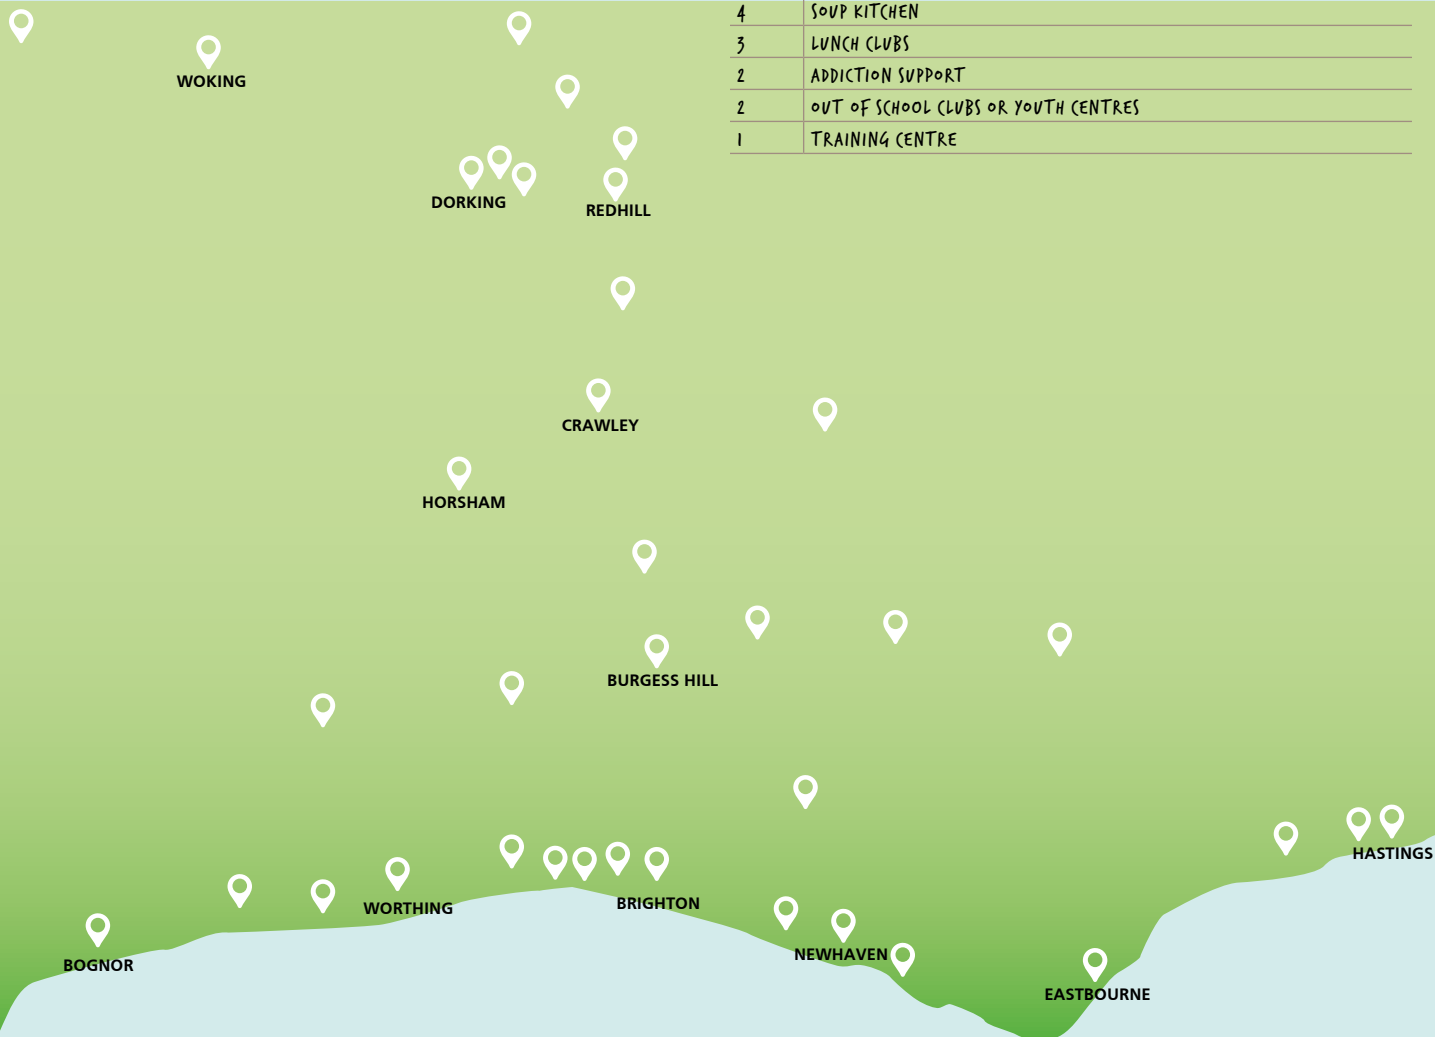 4 SOUP KITCHEN
3 LUNCH CLUBS
2 ADDICTION SUPPORT
2 OUT OF SCHOOL CLUBS OR YOUTH CENTRES
1 TRAINING CENTRE
WOKING
DORKING
REDHILL
CRAWLEY
HORSHAM
BURGESS HILL
HASTINGS
BRIGHTON
WORTHING
NEWHAVEN
BOGNOR
EASTBOURNE